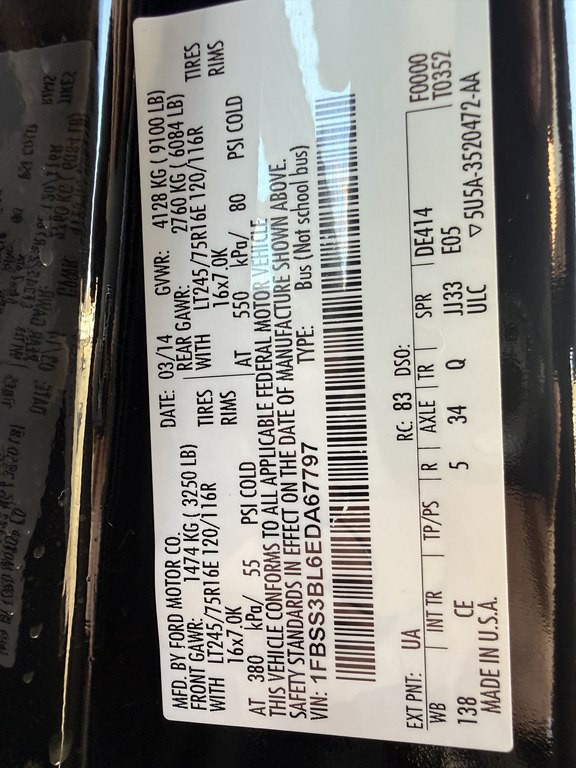 MFD. BY FORD MOTOR CO.
DATE: 03/14 GVWR: 4128 KG ( 9100 LB)
FRONT GAWR: 1474 KG ( 3250 LB) REAR GAWR: 2760 KG ( 6084 LB)
WITH LT245/75R16E 120/116R TIRES WITH LT245/75R16E 120/116R TIRES
16x7.0K RIMS 16x7.0K RIMS
AT 380 kPa/ 55 PSI COLD AT 550 kPa/ 80 PSI COLD
THIS VEHICLE CONFORMS TO ALL APPLICABLE FEDERAL MOTOR VEHICLE
SAFETY STANDARDS IN EFFECT ON THE DATE OF MANUFACTURE SHOWN ABOVE.
VIN: 1FBSS3BL6EDA67797 TYPE: Bus (Not school bus)
EXT PNT: UA RC: 83 DSO: F0000
WB INT TR TP/PS R AXLE TR SPR DE414 T0352
138 CE 5 34 Q JJ33 E05
MADE IN U.S.A. ULC ▽5U5A-3520472-AA